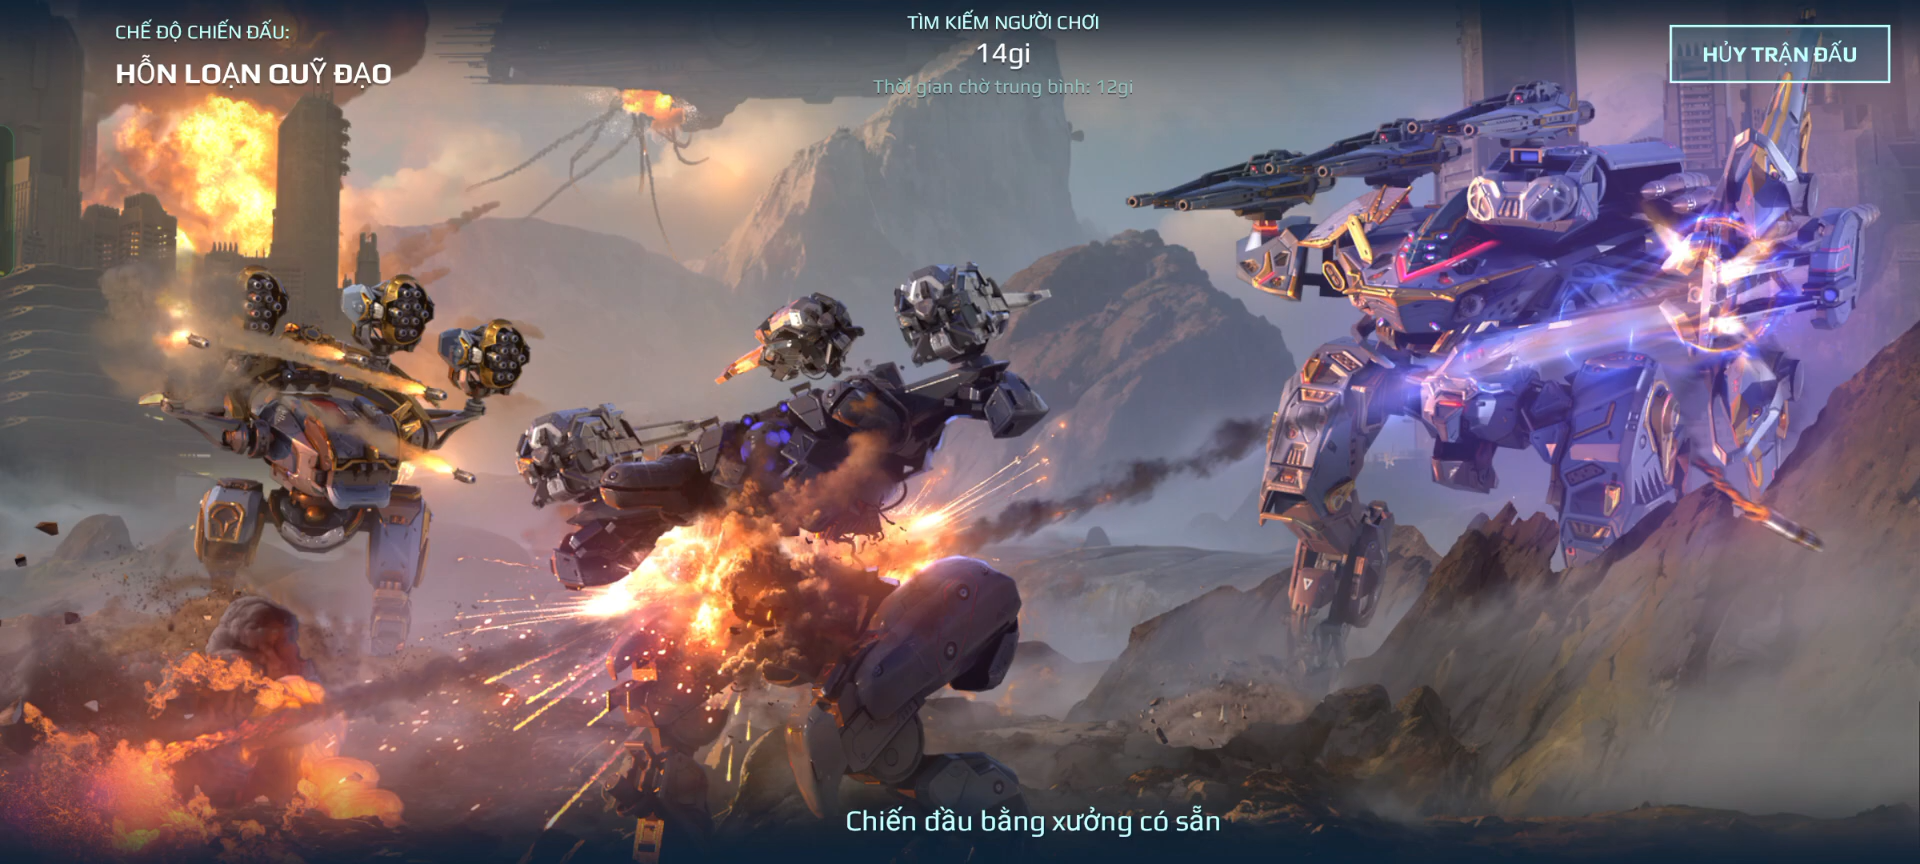 CHẾ ĐỘ CHIẾN ĐẤU:
HỖN LOẠN QUỸ ĐẠO
TÌM KIẾM NGƯỜI CHƠI
14gi
Thời gian chờ trung bình: 12gi
HỦY TRẬN ĐẤU
Chiến đầu bằng xưởng có sẵn